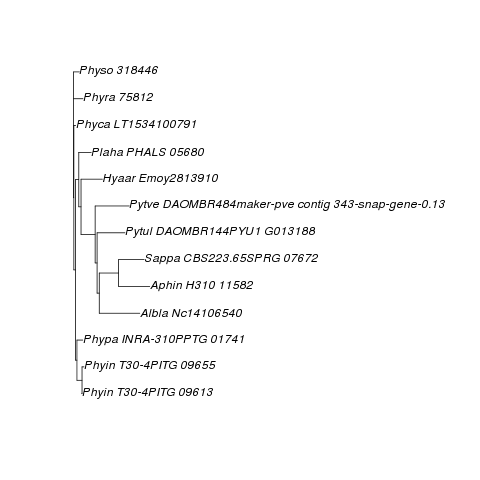 Physo 318446
Phyra 75812
Phyca LT1534100791
Plaha PHALS 05680
Hyaar Emoy2813910
Pytve DAOMBR484maker-pve contig 343-snap-gene-0.13
Pytul DAOMBR144PYU1 G013188
Sappa CBS223.65SPRG 07672
Aphin H310 11582
Albla Nc14106540
Phypa INRA-310PPTG 01741
Phyin T30-4PITG 09655
Phyin T30-4PITG 09613